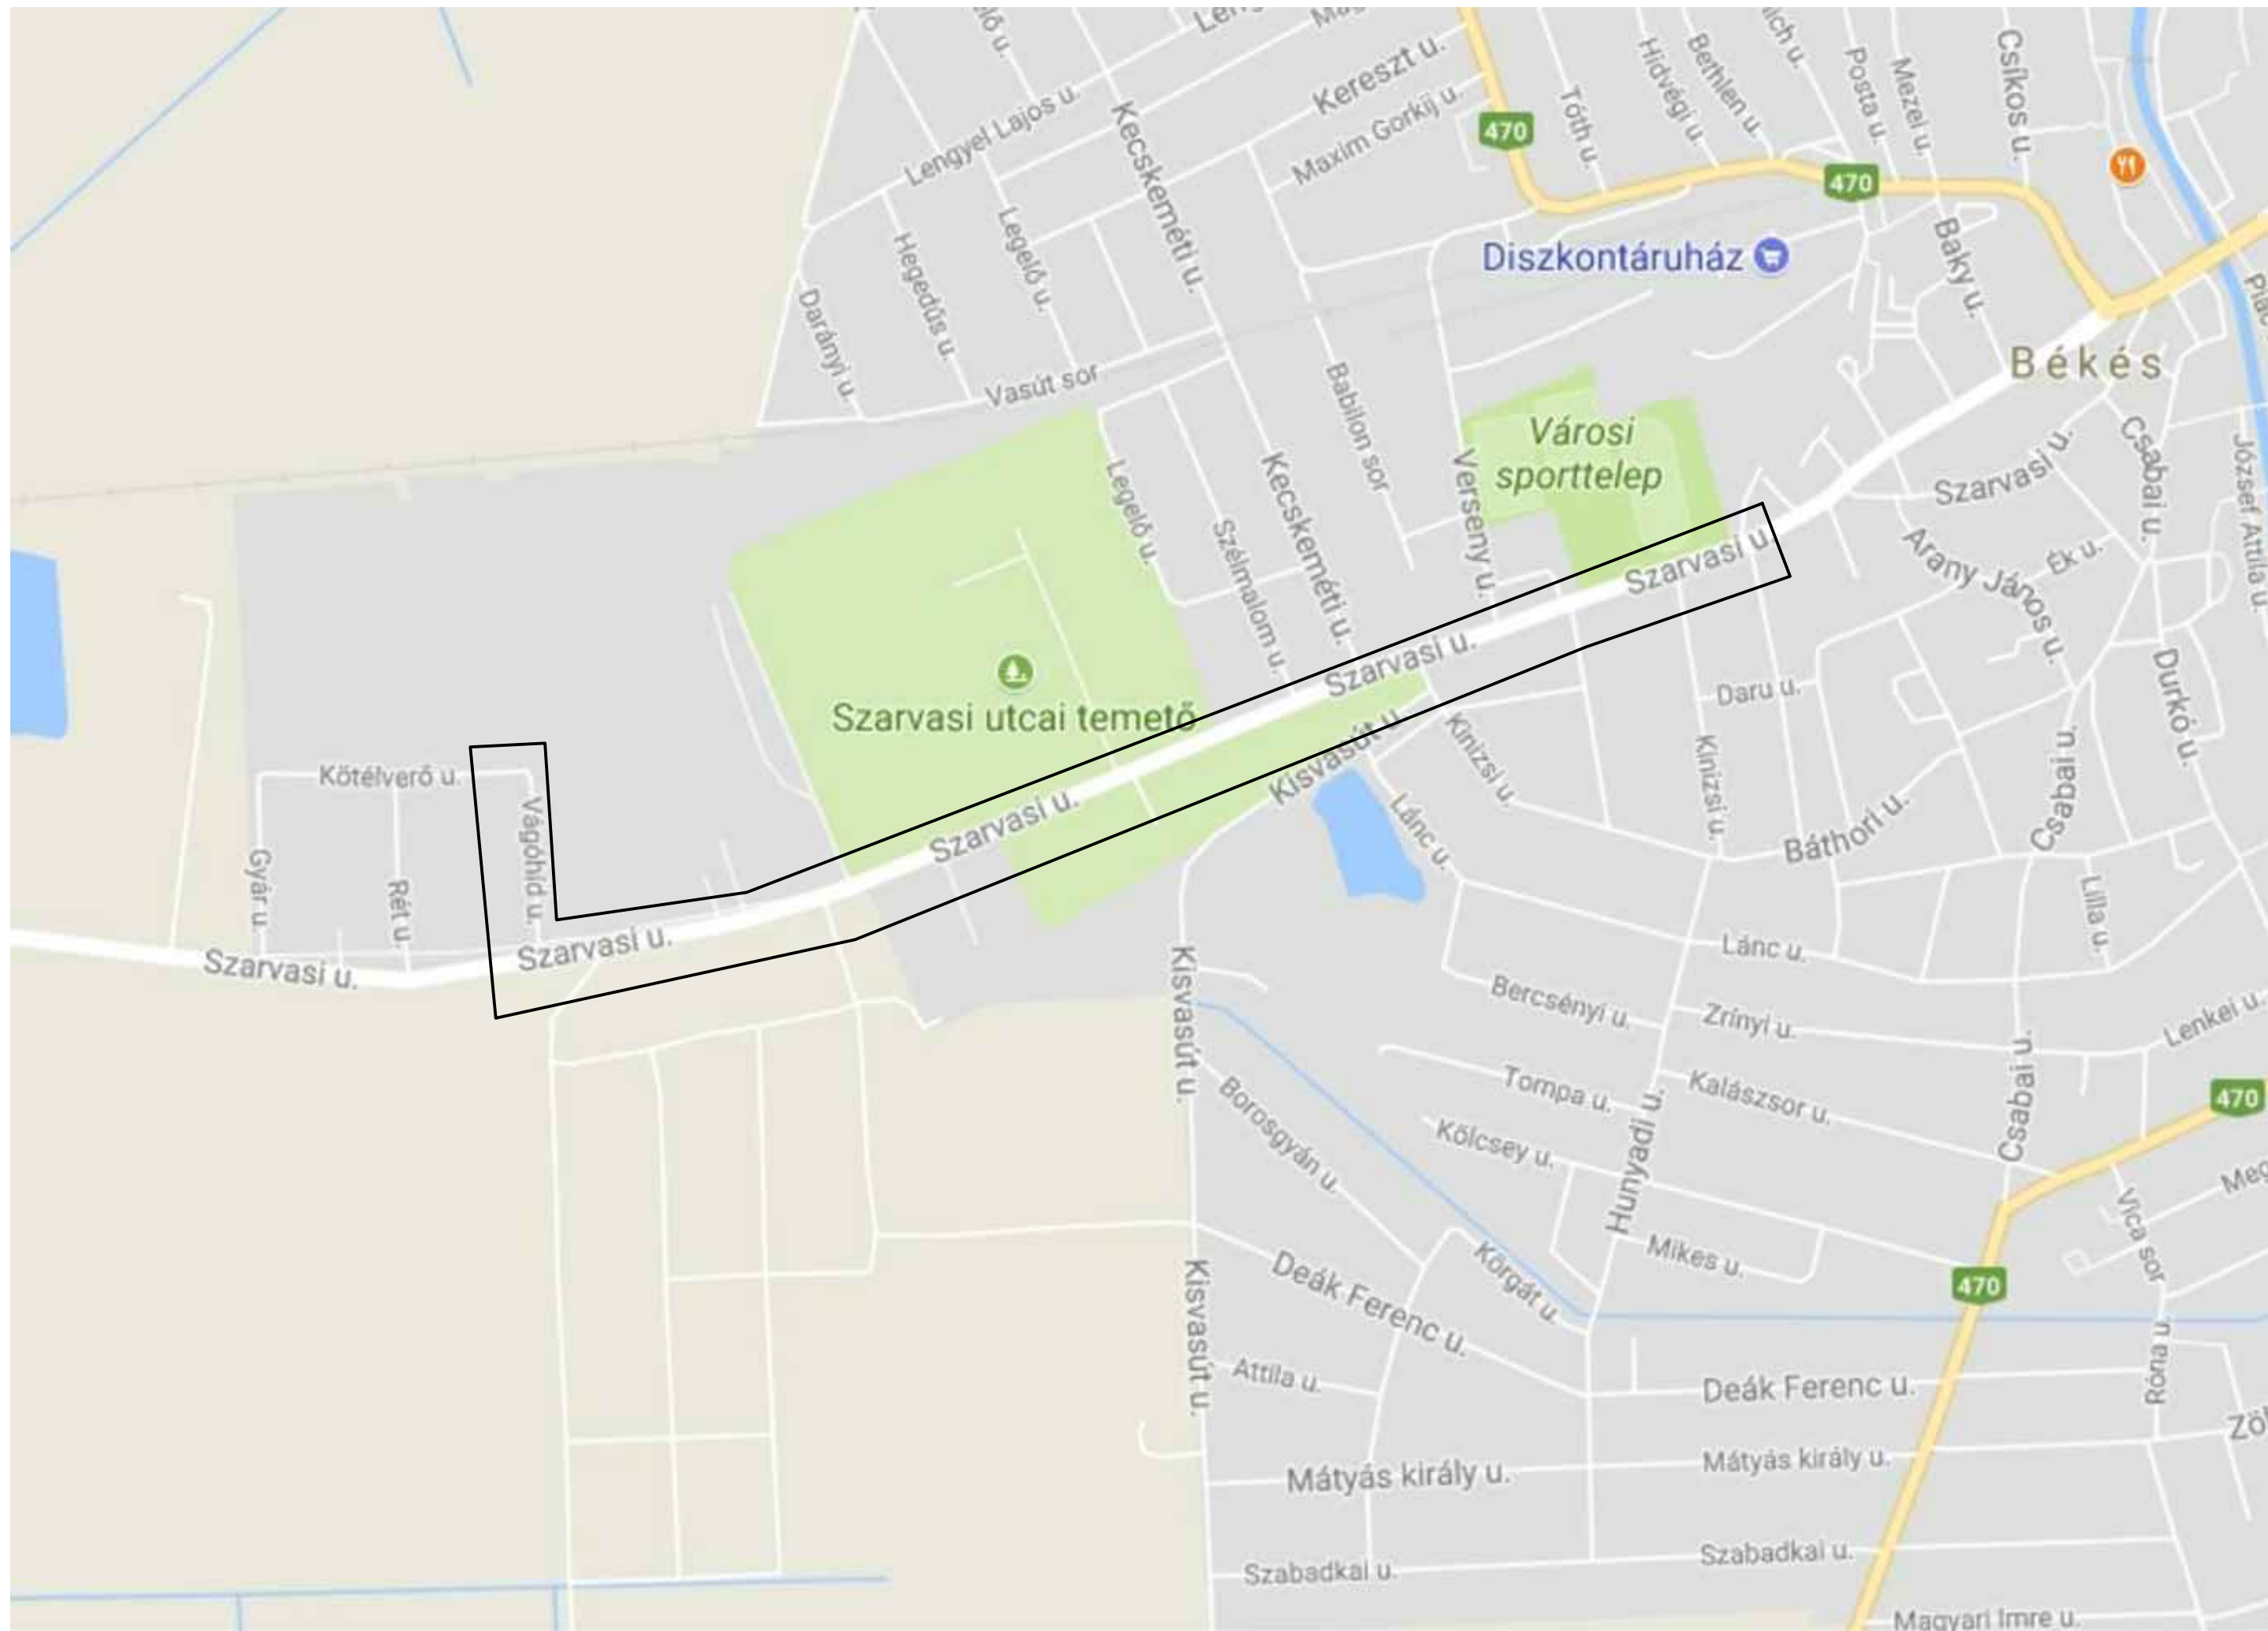 Kereszt u.
Maxim Gorkij u.
Lengyel Lajos u.
Kecskeméti u.
470
Tóth u.
Hídvégi u.
Bethlen u.
Posta u.
Mezei u.
Csíkos u.
470
Legelő u.
Hegedűs u.
Darányi u.
Diszkontáruház
Baky u.
Békés
Vasút sor
Babilon sor
Városi
sporttelep
Verseny u.
Szarvasi u.
Csabai u.
József Attila u.
Legelő u.
Szélmalom u.
Kecskeméti u.
Szarvasi u.
Arany János u.
Ék u.
Szarvasi u.
Durkó u.
Daru u.
Szarvasi utcai temető
Kisvasút u.
Kinizsi u.
Kinizsi u.
Csabai u.
Kötélverő u.
Vágóhíd u.
Szarvasi u.
Lánc u.
Báthori u.
Gyár u.
Rét u.
Lilla u.
Szarvasi u.
Szarvasi u.
Lánc u.
Kisvasút u.
Bercsényi u.
Zrínyi u.
Lenkei u.
Csabai u.
Borosgyán u.
Tompa u.
Kalászsor u.
470
Kölcsey u.
Hunyadi u.
Vica sor
Mikes u.
Körgát u.
Deák Ferenc u.
470
Kisvasút u.
Attila u.
Deák Ferenc u.
Róna u.
Mátyás király u.
Mátyás király u.
Szabadkai u.
Szabadkai u.
Magyari Imre u.